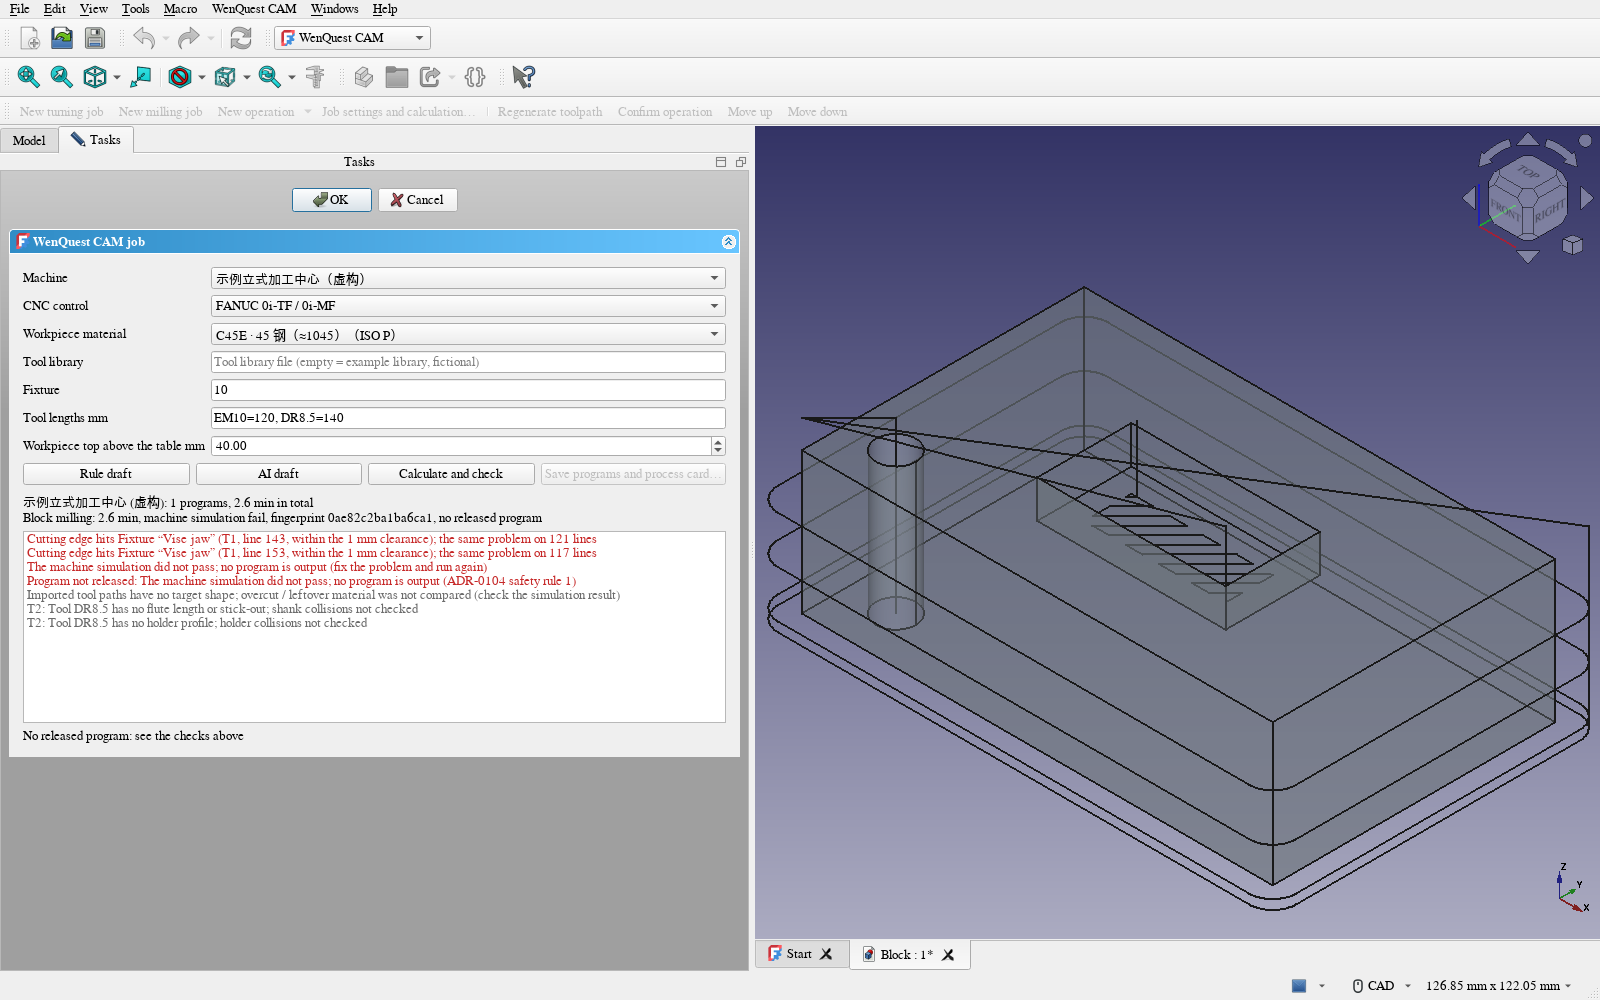 File Edit View Tools Macro WenQuest CAM Windows Help
WenQuest CAM
New turning job New milling job New operation Job settings and calculation… Regenerate toolpath Confirm operation Move up Move down
Model Tasks
Tasks
OK Cancel
WenQuest CAM job
Machine 示例立式加工中心（虚构）
CNC control FANUC 0i-TF / 0i-MF
Workpiece material C45E · 45 钢（≈1045）（ISO P）
Tool library Tool library file (empty = example library, fictional)
Fixture 10
Tool lengths mm EM10=120, DR8.5=140
Workpiece top above the table mm 40.00
Rule draft AI draft Calculate and check Save programs and process card…
示例立式加工中心 (虚构): 1 programs, 2.6 min in total
Block milling: 2.6 min, machine simulation fail, fingerprint 0ae82c2ba1ba6ca1, no released program
Cutting edge hits Fixture “Vise jaw” (T1, line 143, within the 1 mm clearance); the same problem on 121 lines
Cutting edge hits Fixture “Vise jaw” (T1, line 153, within the 1 mm clearance); the same problem on 117 lines
The machine simulation did not pass; no program is output (fix the problem and run again)
Program not released: The machine simulation did not pass; no program is output (ADR-0104 safety rule 1)
Imported tool paths have no target shape; overcut / leftover material was not compared (check the simulation result)
T2: Tool DR8.5 has no flute length or stick-out; shank collisions not checked
T2: Tool DR8.5 has no holder profile; holder collisions not checked
No released program: see the checks above
TOP
FRONT RIGHT
Z
Y
X
Start Block : 1*
CAD 126.85 mm x 122.05 mm